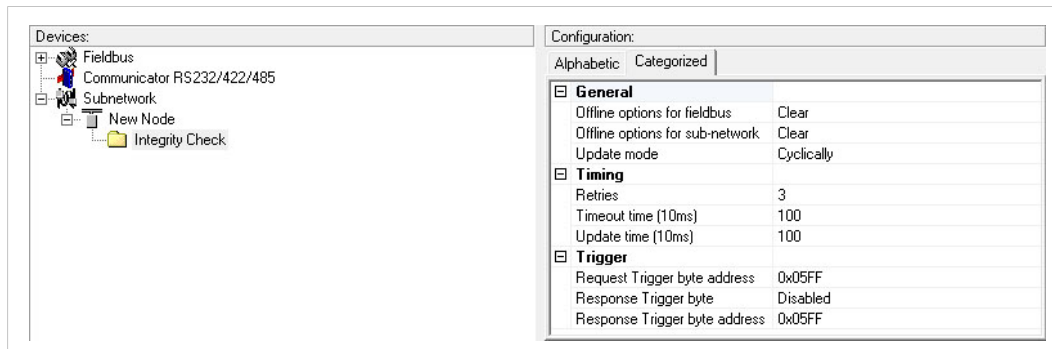 Devices:
Fieldbus
Communicator RS232/422/485
Subnetwork
New Node
Integrity Check
Configuration:
Alphabetic Categorized
General
Offline options for fieldbus Clear
Offline options for sub-network Clear
Update mode Cyclically
Timing
Retries 3
Timeout time (10ms) 100
Update time (10ms) 100
Trigger
Request Trigger byte address 0x05FF
Response Trigger byte Disabled
Response Trigger byte address 0x05FF